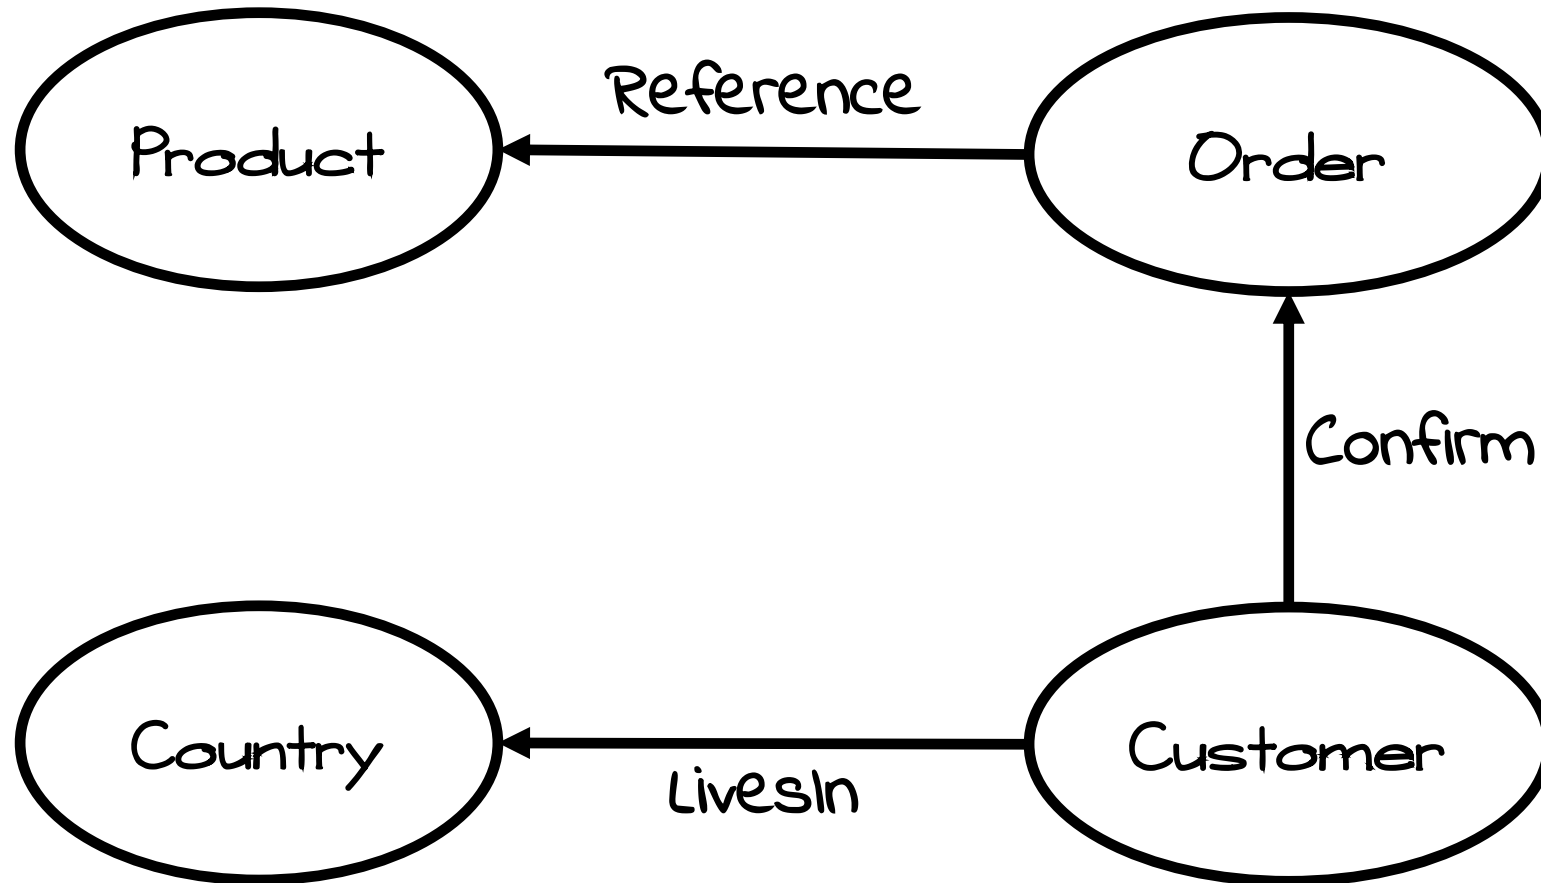 Reference
Product
Order
Confirm
Country
Customer
LivesIn